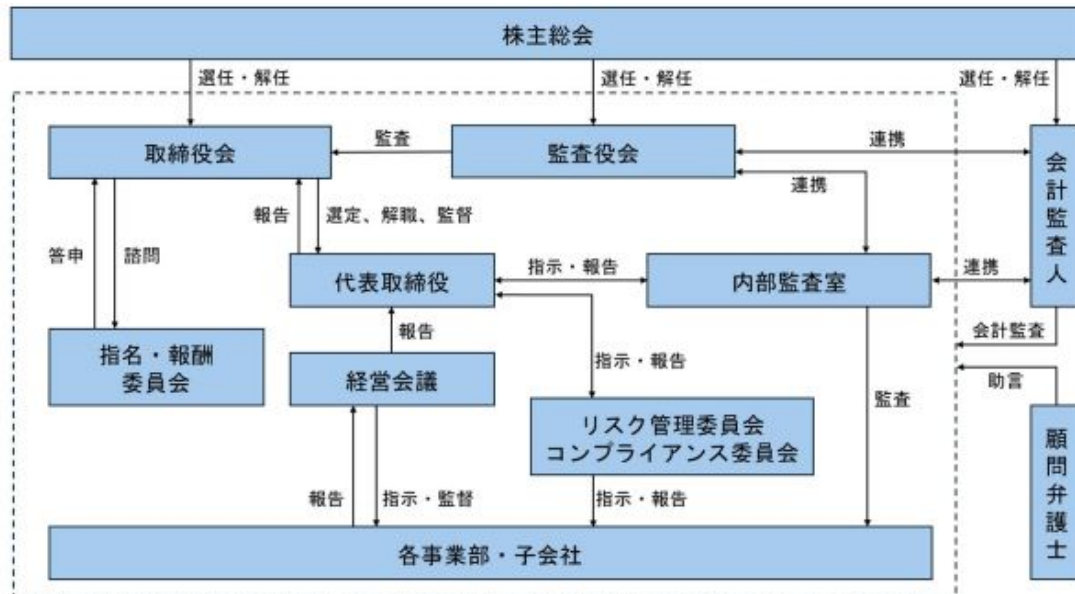 株主総会
選任・解任
選任・解任
選任・解任
取締役会
監査
監査役会
連携
会計監査人
連携
報告
選定、解職、監督
答申
諮問
代表取締役
指示・報告
内部監査室
連携
会計監査
報告
指名・報酬
委員会
経営会議
指示・報告
助言
監査
リスク管理委員会
コンプライアンス委員会
顧問弁護士
報告
指示・監督
指示・報告
各事業部・子会社